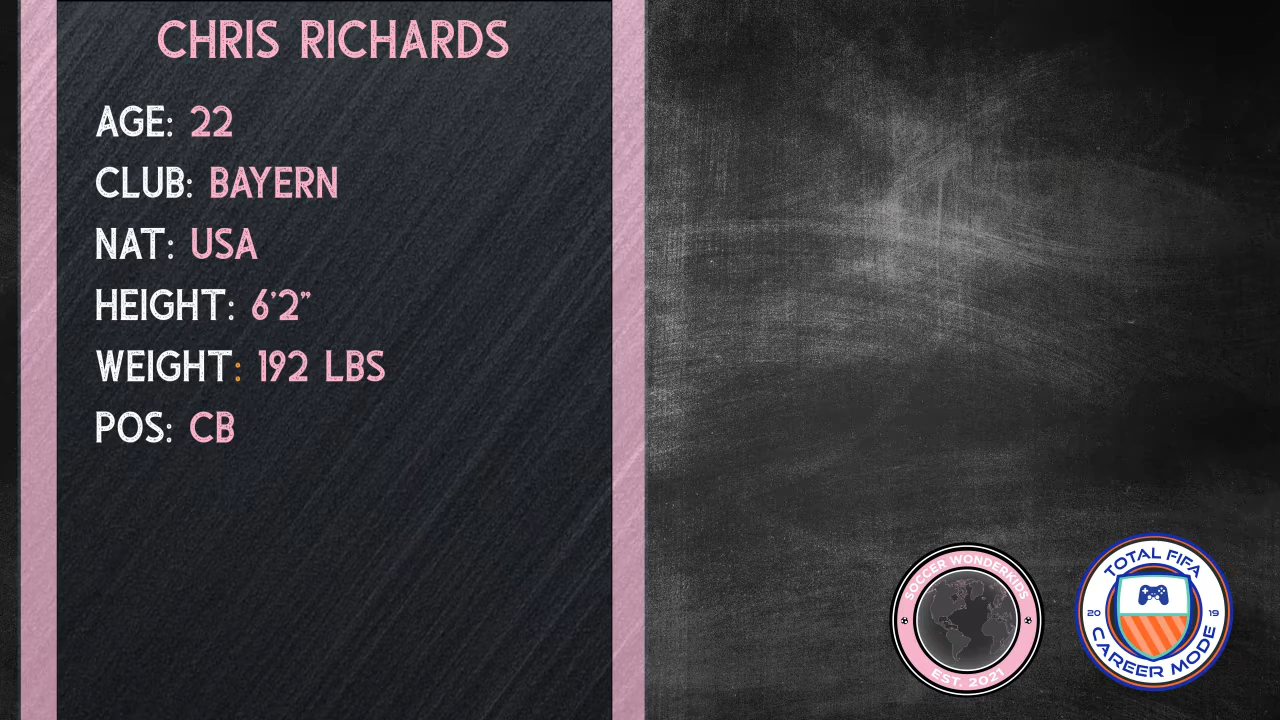 CHRIS RICHARDS
AGE: 22
CLUB: BAYERN
NAT: USA
HEIGHT: 6'2"
WEIGHT: 192 LBS
POS: CB
SOCCER WONDERKIDS
EST. 2021
TOTAL FIFA
20 19
CAREER MODE